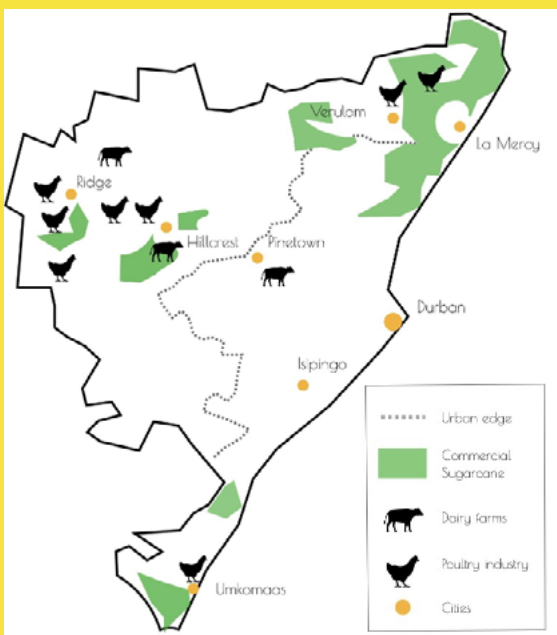 Verulam
La Mercy
Ridge
Hillcrest
Pinetown
Durban
Isipingo
Urban edge
Commercial
Sugarcane
Dairy farms
Poultry industry
Umkomaas
Cities